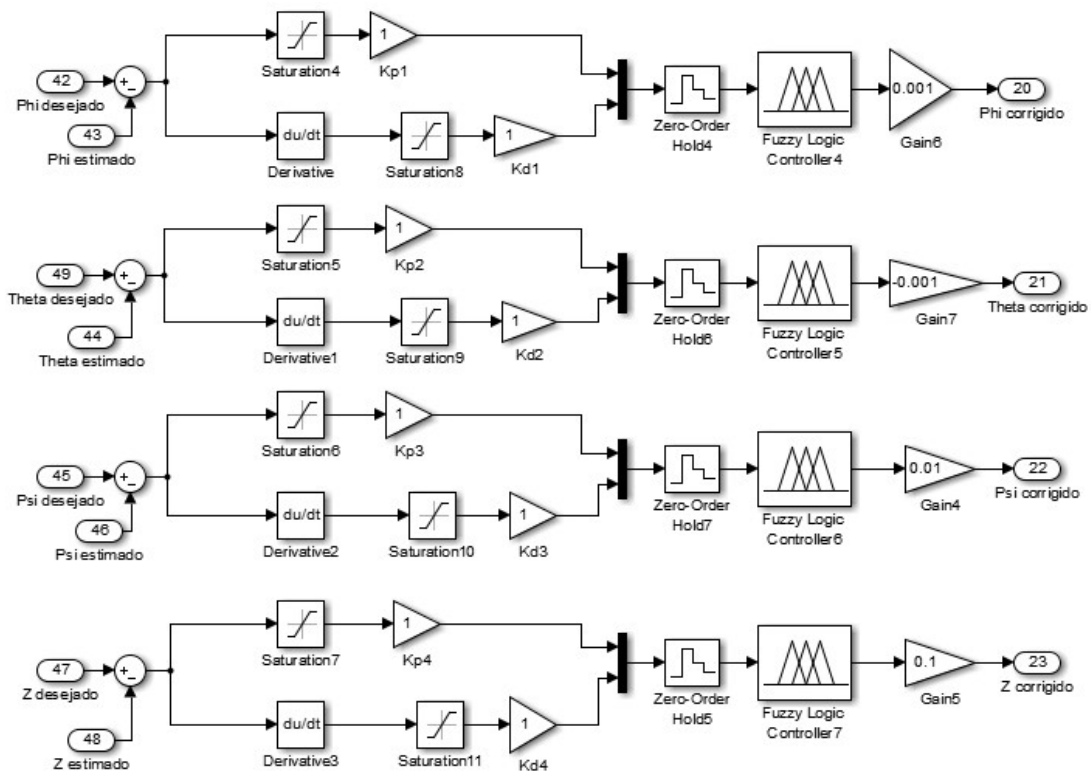 42
Phi desejado
43
Phi estimado
+
-
Saturation4
1
Kp1
du/dt
Derivative
Saturation8
1
Kd1
Zero-Order
Hold4
Fuzzy Logic
Controller4
0.001
Gain6
20
Phi corrigido
49
Theta desejado
44
Theta estimado
+
-
Saturation5
1
Kp2
du/dt
Derivative1
Saturation9
1
Kd2
Zero-Order
Hold6
Fuzzy Logic
Controller5
-0.001
Gain7
21
Theta corrigido
45
Psi desejado
46
Psi estimado
+
-
Saturation6
1
Kp3
du/dt
Derivative2
Saturation10
1
Kd3
Zero-Order
Hold7
Fuzzy Logic
Controller6
0.01
Gain4
22
Psi corrigido
47
Z desejado
48
Z estimado
+
-
Saturation7
1
Kp4
du/dt
Derivative3
Saturation11
1
Kd4
Zero-Order
Hold5
Fuzzy Logic
Controller7
0.1
Gain5
23
Z corrigido